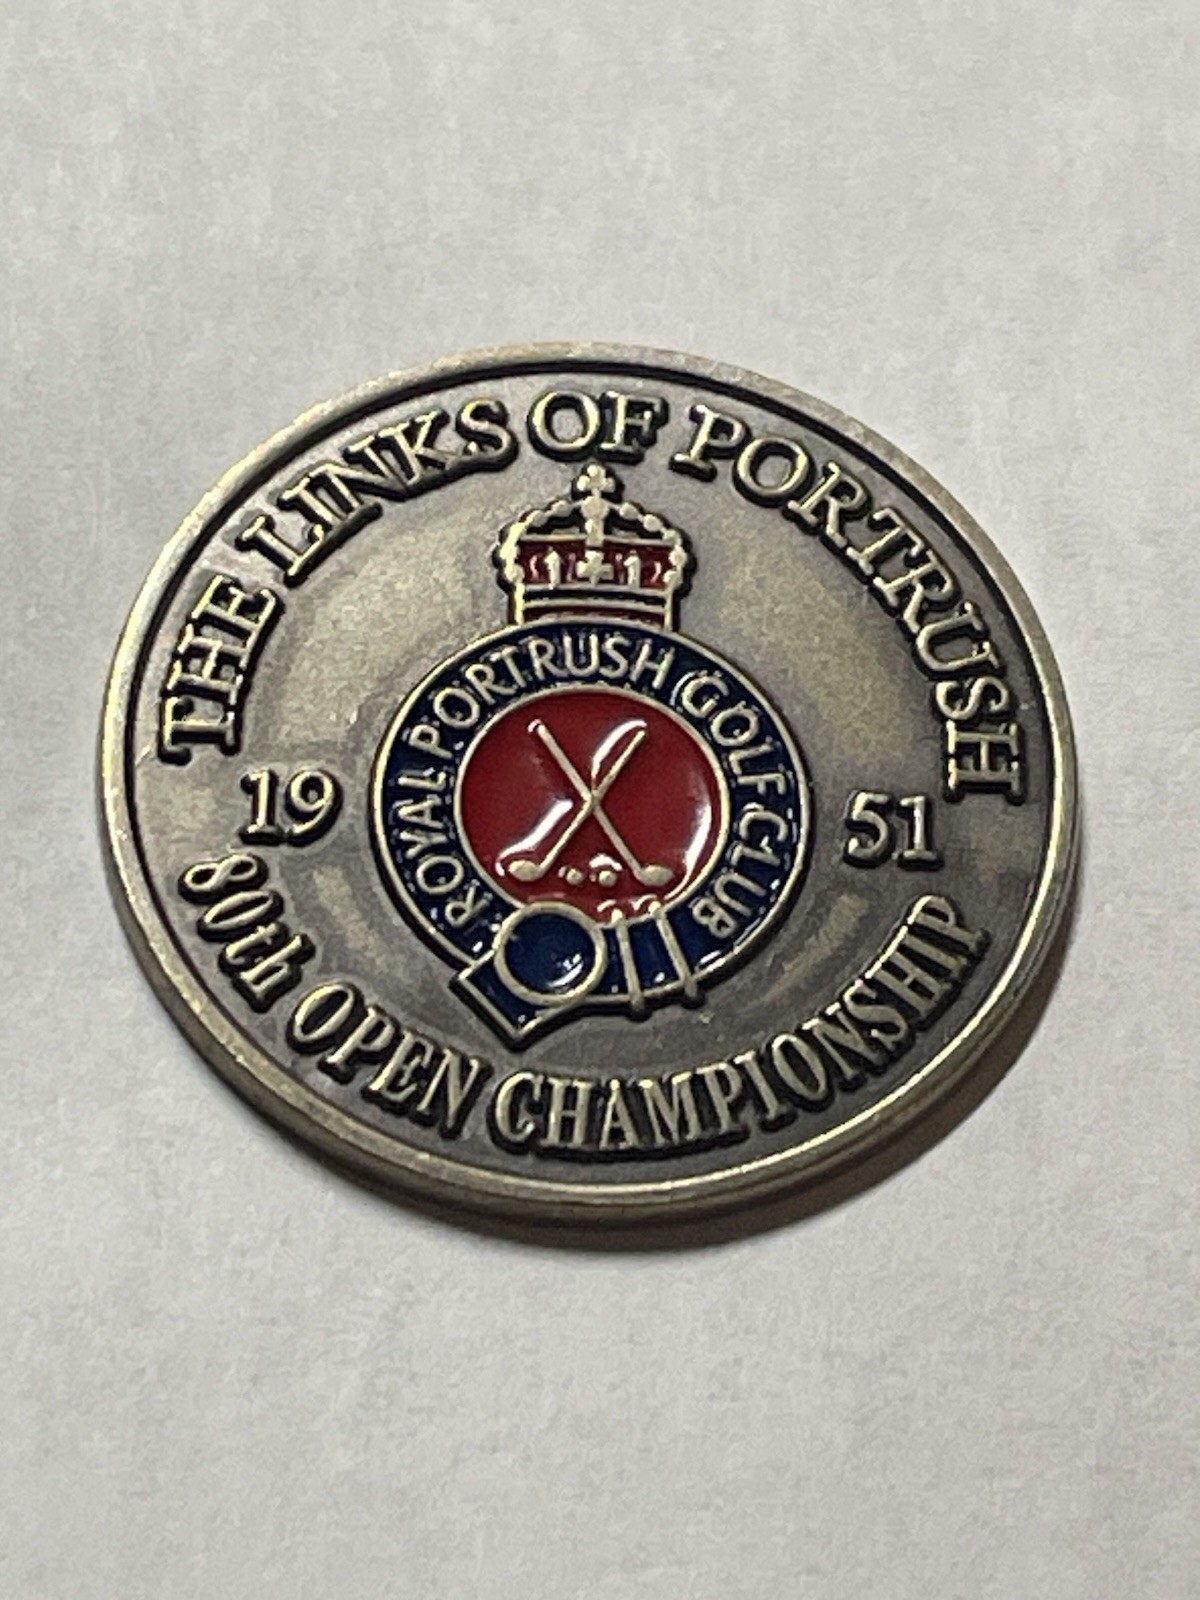 THE LINKS OF PORTRUSH
ROYAL PORTRUSH GOLF CLUB
19 51
80th OPEN CHAMPIONSHIP